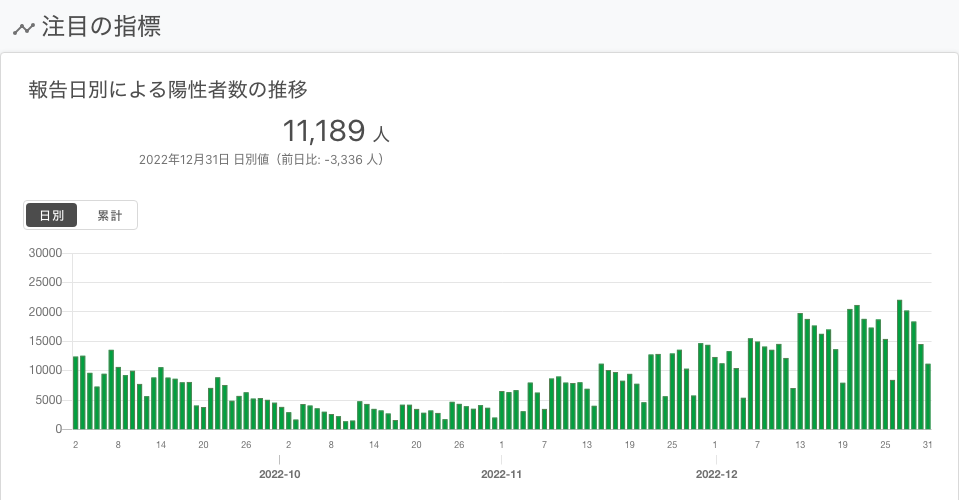 注目の指標
報告日別による陽性者数の推移
11,189 人
2022年12月31日 日別値（前日比: -3,336 人）
日別 累計
30000
25000
20000
15000
10000
5000
0
2 8 14 20 26 2 8 14 20 26 1 7 13 19 25 1 7 13 19 25 31
2022-10 2022-11 2022-12